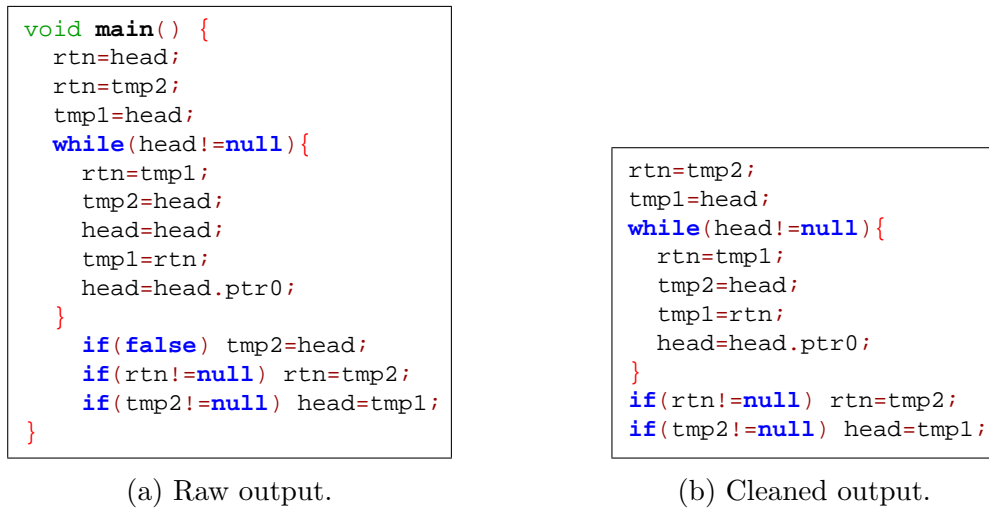 void main() {
  rtn=head;
  rtn=tmp2;
  tmp1=head;
  while(head!=null){
    rtn=tmp1;
    tmp2=head;
    head=head;
    tmp1=rtn;
    head=head.ptr0;
  }
    if(false) tmp2=head;
    if(rtn!=null) rtn=tmp2;
    if(tmp2!=null) head=tmp1;
}
(a) Raw output.
rtn=tmp2;
tmp1=head;
while(head!=null){
  rtn=tmp1;
  tmp2=head;
  tmp1=rtn;
  head=head.ptr0;
}
if(rtn!=null) rtn=tmp2;
if(tmp2!=null) head=tmp1;
(b) Cleaned output.